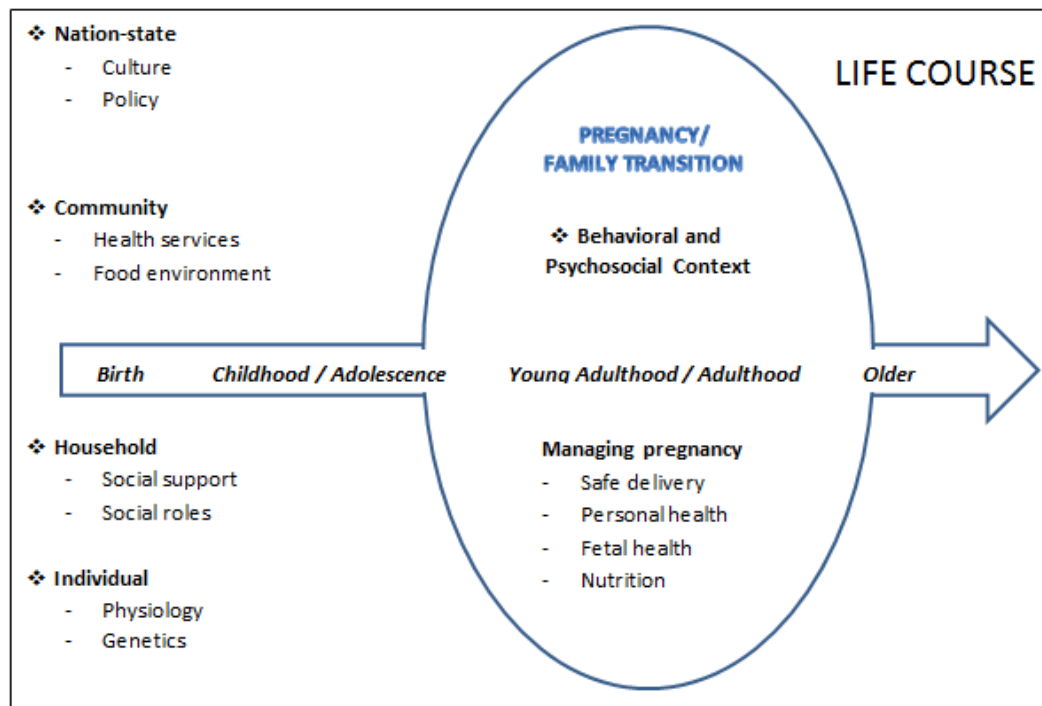 ❖ Nation-state
- Culture
- Policy
LIFE COURSE
PREGNANCY/
FAMILY TRANSITION
❖ Community
- Health services
- Food environment
❖ Behavioral and
Psychosocial Context
Birth Childhood / Adolescence Young Adulthood / Adulthood Older
❖ Household
- Social support
- Social roles
Managing pregnancy
- Safe delivery
- Personal health
- Fetal health
- Nutrition
❖ Individual
- Physiology
- Genetics